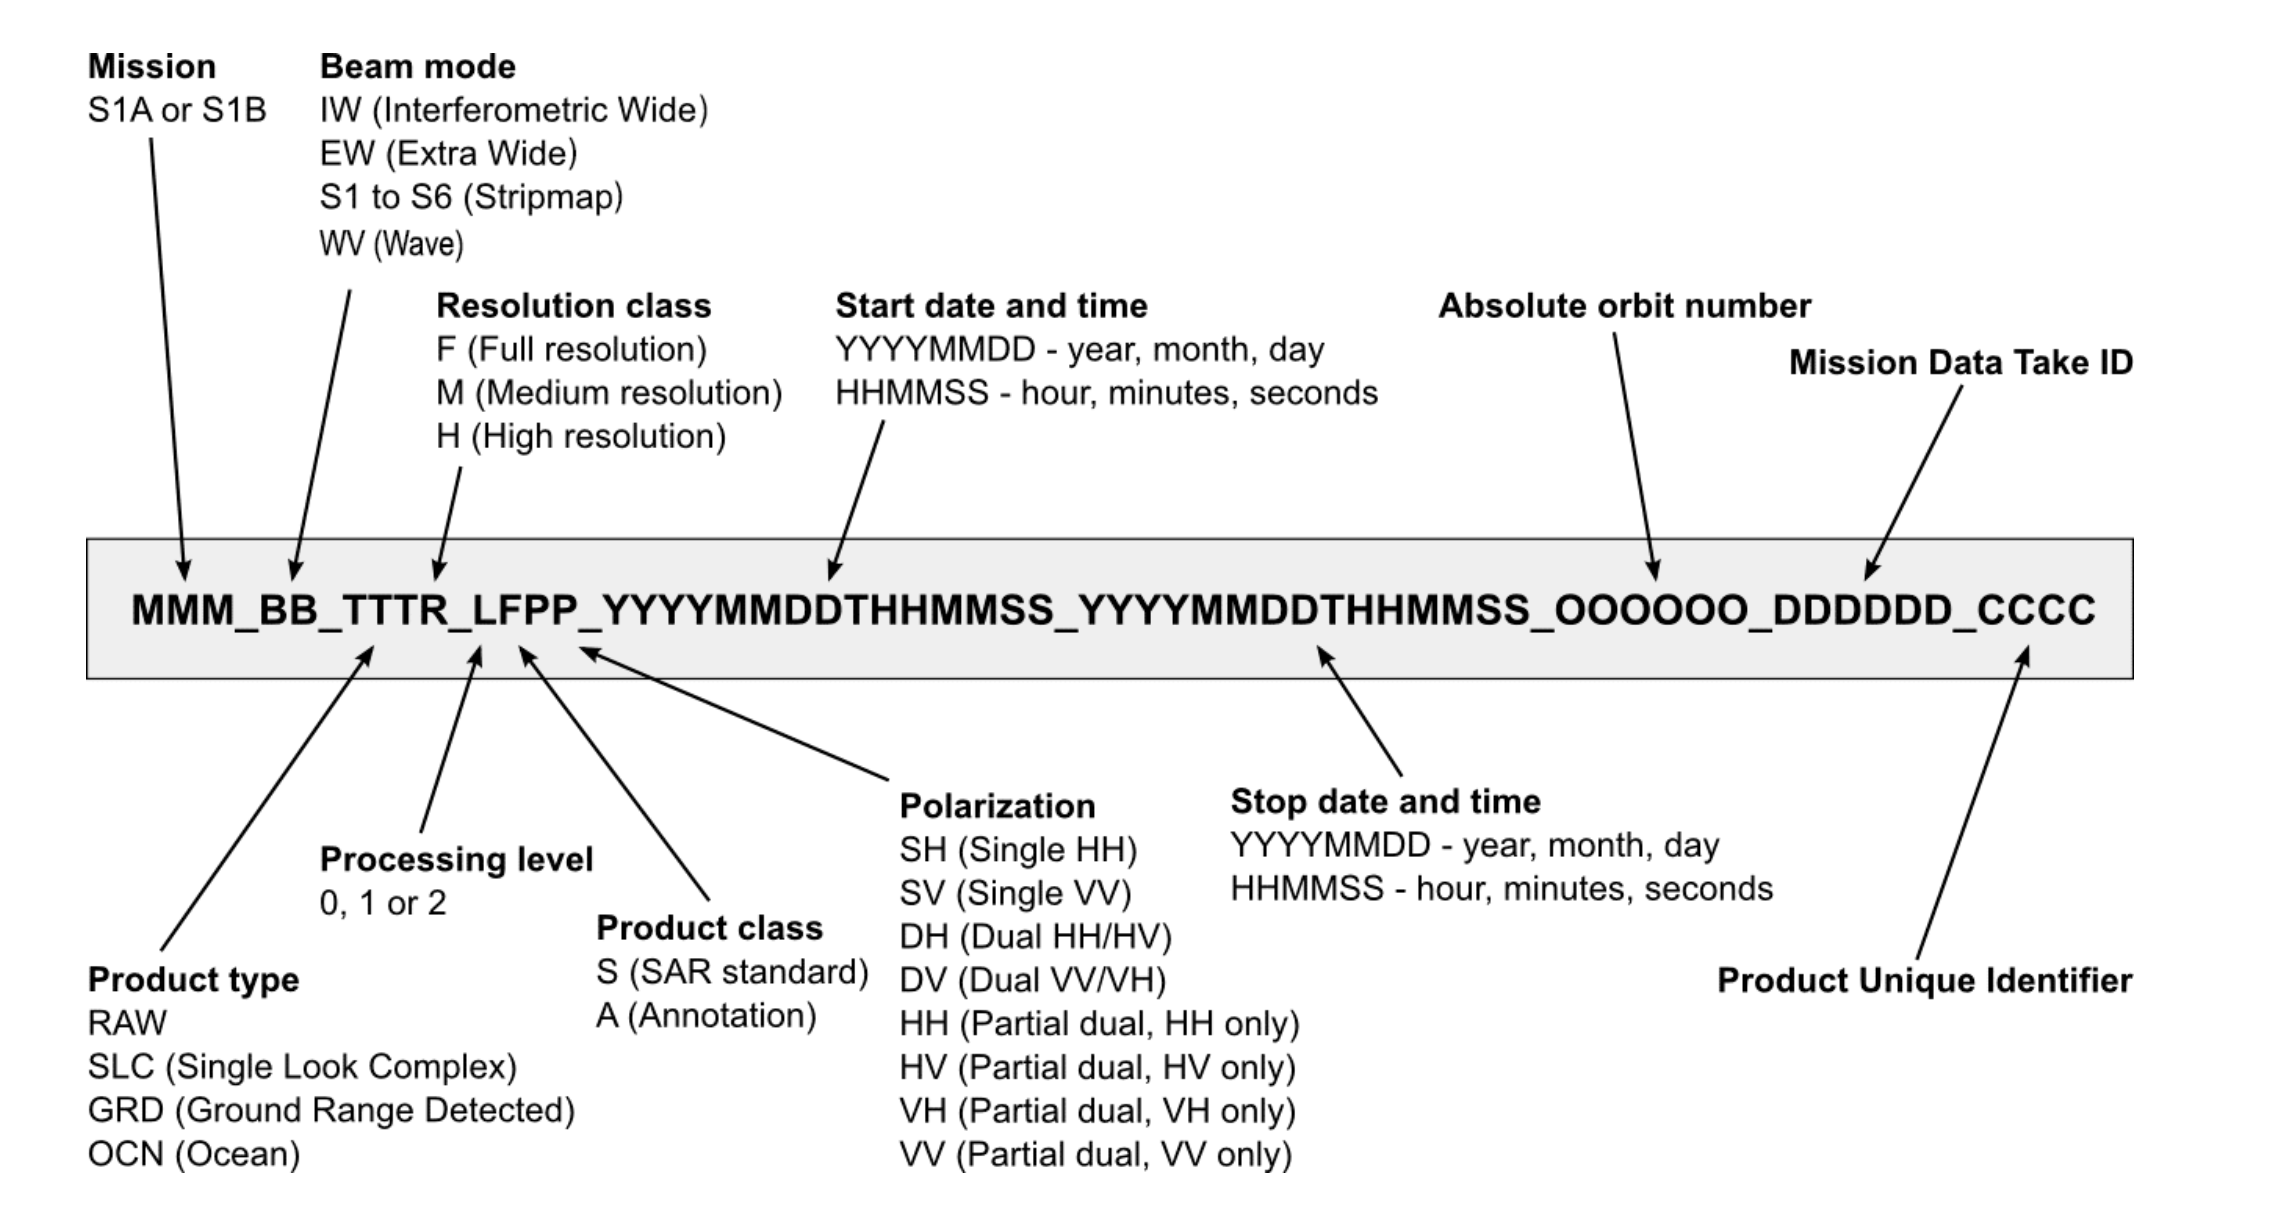 Mission
S1A or S1B
Beam mode
IW (Interferometric Wide)
EW (Extra Wide)
S1 to S6 (Stripmap)
WV (Wave)
Resolution class
F (Full resolution)
M (Medium resolution)
H (High resolution)
Start date and time
YYYYMMDD - year, month, day
HHMMSS - hour, minutes, seconds
Absolute orbit number
Mission Data Take ID
MMM_BB_TTTR_LFPP_YYYYMMDDTHHMMSS_YYYYMMDDTHHMMSS_OOOOOO_DDDDDD_CCCC
Product type
RAW
SLC (Single Look Complex)
GRD (Ground Range Detected)
OCN (Ocean)
Processing level
0, 1 or 2
Product class
S (SAR standard)
A (Annotation)
Polarization
SH (Single HH)
SV (Single VV)
DH (Dual HH/HV)
DV (Dual VV/VH)
HH (Partial dual, HH only)
HV (Partial dual, HV only)
VH (Partial dual, VH only)
VV (Partial dual, VV only)
Stop date and time
YYYYMMDD - year, month, day
HHMMSS - hour, minutes, seconds
Product Unique Identifier